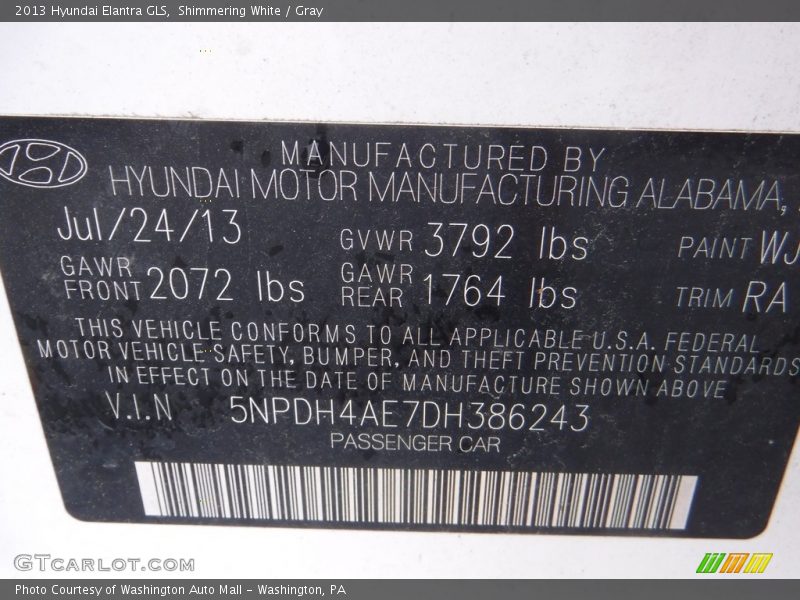 2013 Hyundai Elantra GLS,  Shimmering White / Gray
MANUFACTURED BY
HYUNDAI MOTOR MANUFACTURING ALABAMA,
Jul/24/13
GVWR 3792 lbs
PAINT WJ
GAWR FRONT 2072 lbs
GAWR REAR 1764 lbs
TRIM RA
THIS VEHICLE CONFORMS TO ALL APPLICABLE U.S.A. FEDERAL
MOTOR VEHICLE SAFETY, BUMPER, AND THEFT PREVENTION STANDARDS
IN EFFECT ON THE DATE OF MANUFACTURE SHOWN ABOVE
V.I.N 5NPDH4AE7DH386243
PASSENGER CAR
GTCARLOT.COM
Photo Courtesy of Washington Auto Mall - Washington, PA